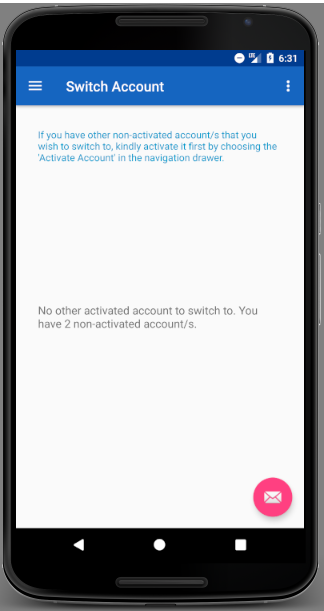 6:31
Switch Account
If you have other non-activated account/s that you
wish to switch to, kindly activate it first by choosing the
'Activate Account' in the navigation drawer.
No other activated account to switch to. You
have 2 non-activated account/s.